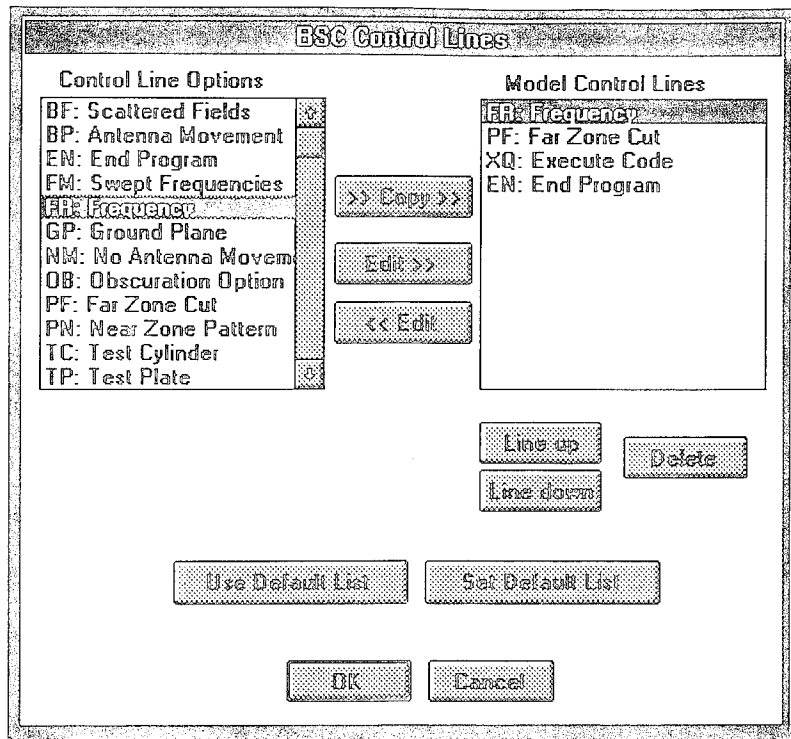 BSC Control Lines
Control Line Options
BF: Scattered Fields
BP: Antenna Movement
EN: End Program
FM: Swept Frequencies
FR: Frequency
GP: Ground Plane
NM: No Antenna Movem
OB: Obscuration Option
PF: Far Zone Cut
PN: Near Zone Pattern
TC: Test Cylinder
TP: Test Plate
>> Copy >>
Edit >>
<< Edit
Model Control Lines
FR: Frequency
PF: Far Zone Cut
XQ: Execute Code
EN: End Program
Line up
Line down
Delete
Use Default List
Set Default List
OK
Cancel